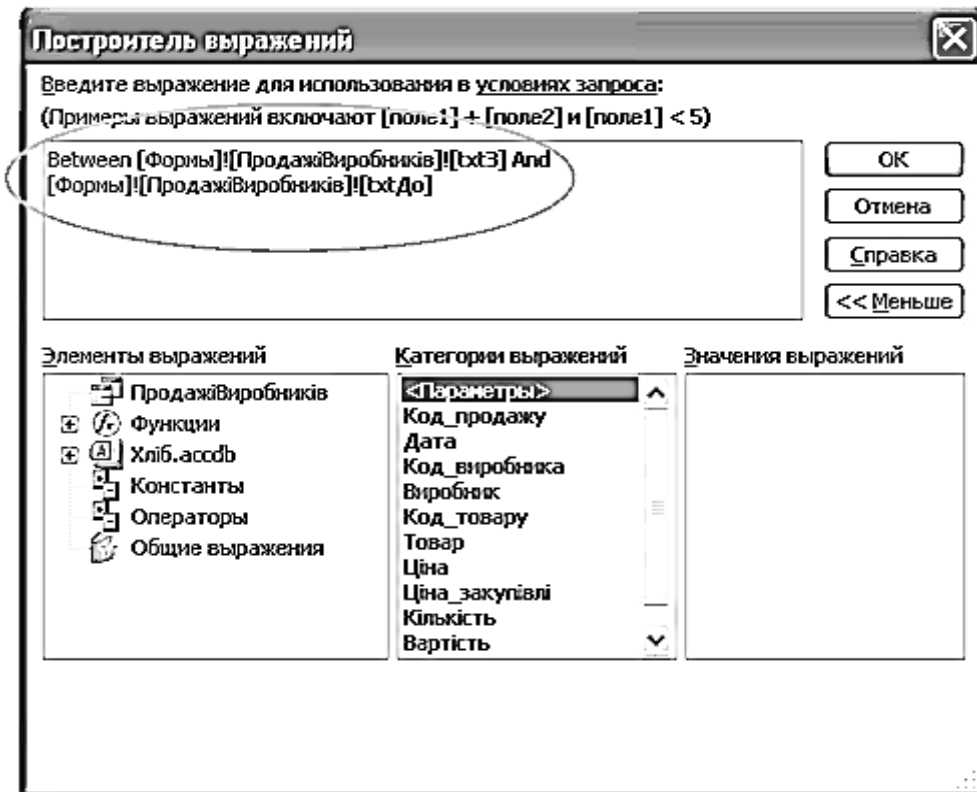 Построитель выражений
Введите выражение для использования в условиях запроса:
(Примеры выражений включают [поле1] + [поле2] и [поле1] < 5)
Between [Формы]![ПродажіВиробників]![txtЗ] And
[Формы]![ПродажіВиробників]![txtДо]
ОК
Отмена
Справка
<< Меньше
Элементы выражений
Категории выражений
Значения выражений
ПродажіВиробників
Функции
Хліб.accdb
Константы
Операторы
Общие выражения
<Параметры>
Код_продажу
Дата
Код_виробника
Виробник
Код_товару
Товар
Ціна
Ціна_закупівлі
Кількість
Вартість